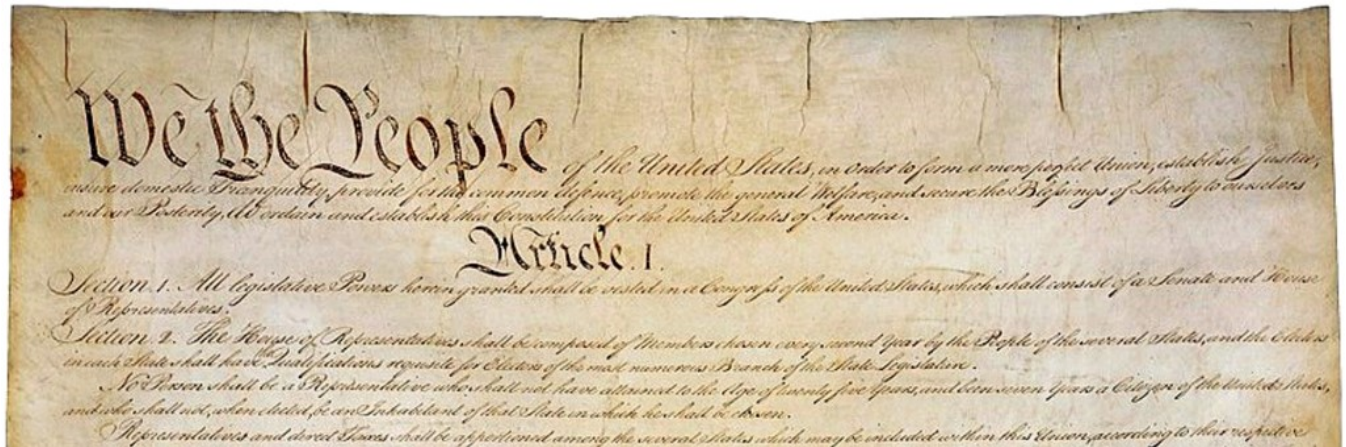 We the People of the United States, in Order to form a more perfect Union, establish Justice,
insure domestic Tranquility, provide for the common defence, promote the general Welfare, and secure the Blessings of Liberty to ourselves
and our Posterity, do ordain and establish this Constitution for the United States of America.
Article. I.
Section. 1. All legislative Powers herein granted shall be vested in a Congress of the United States, which shall consist of a Senate and House
of Representatives.
Section. 2. The House of Representatives shall be composed of Members chosen every second Year by the People of the several States, and the Electors
in each State shall have the Qualifications requisite for Electors of the most numerous Branch of the State Legislature.
No Person shall be a Representative who shall not have attained to the Age of twenty five Years, and been seven Years a Citizen of the United States,
and who shall not, when elected, be an Inhabitant of that State in which he shall be chosen.
Representatives and direct Taxes shall be apportioned among the several States which may be included within this Union, according to their respective